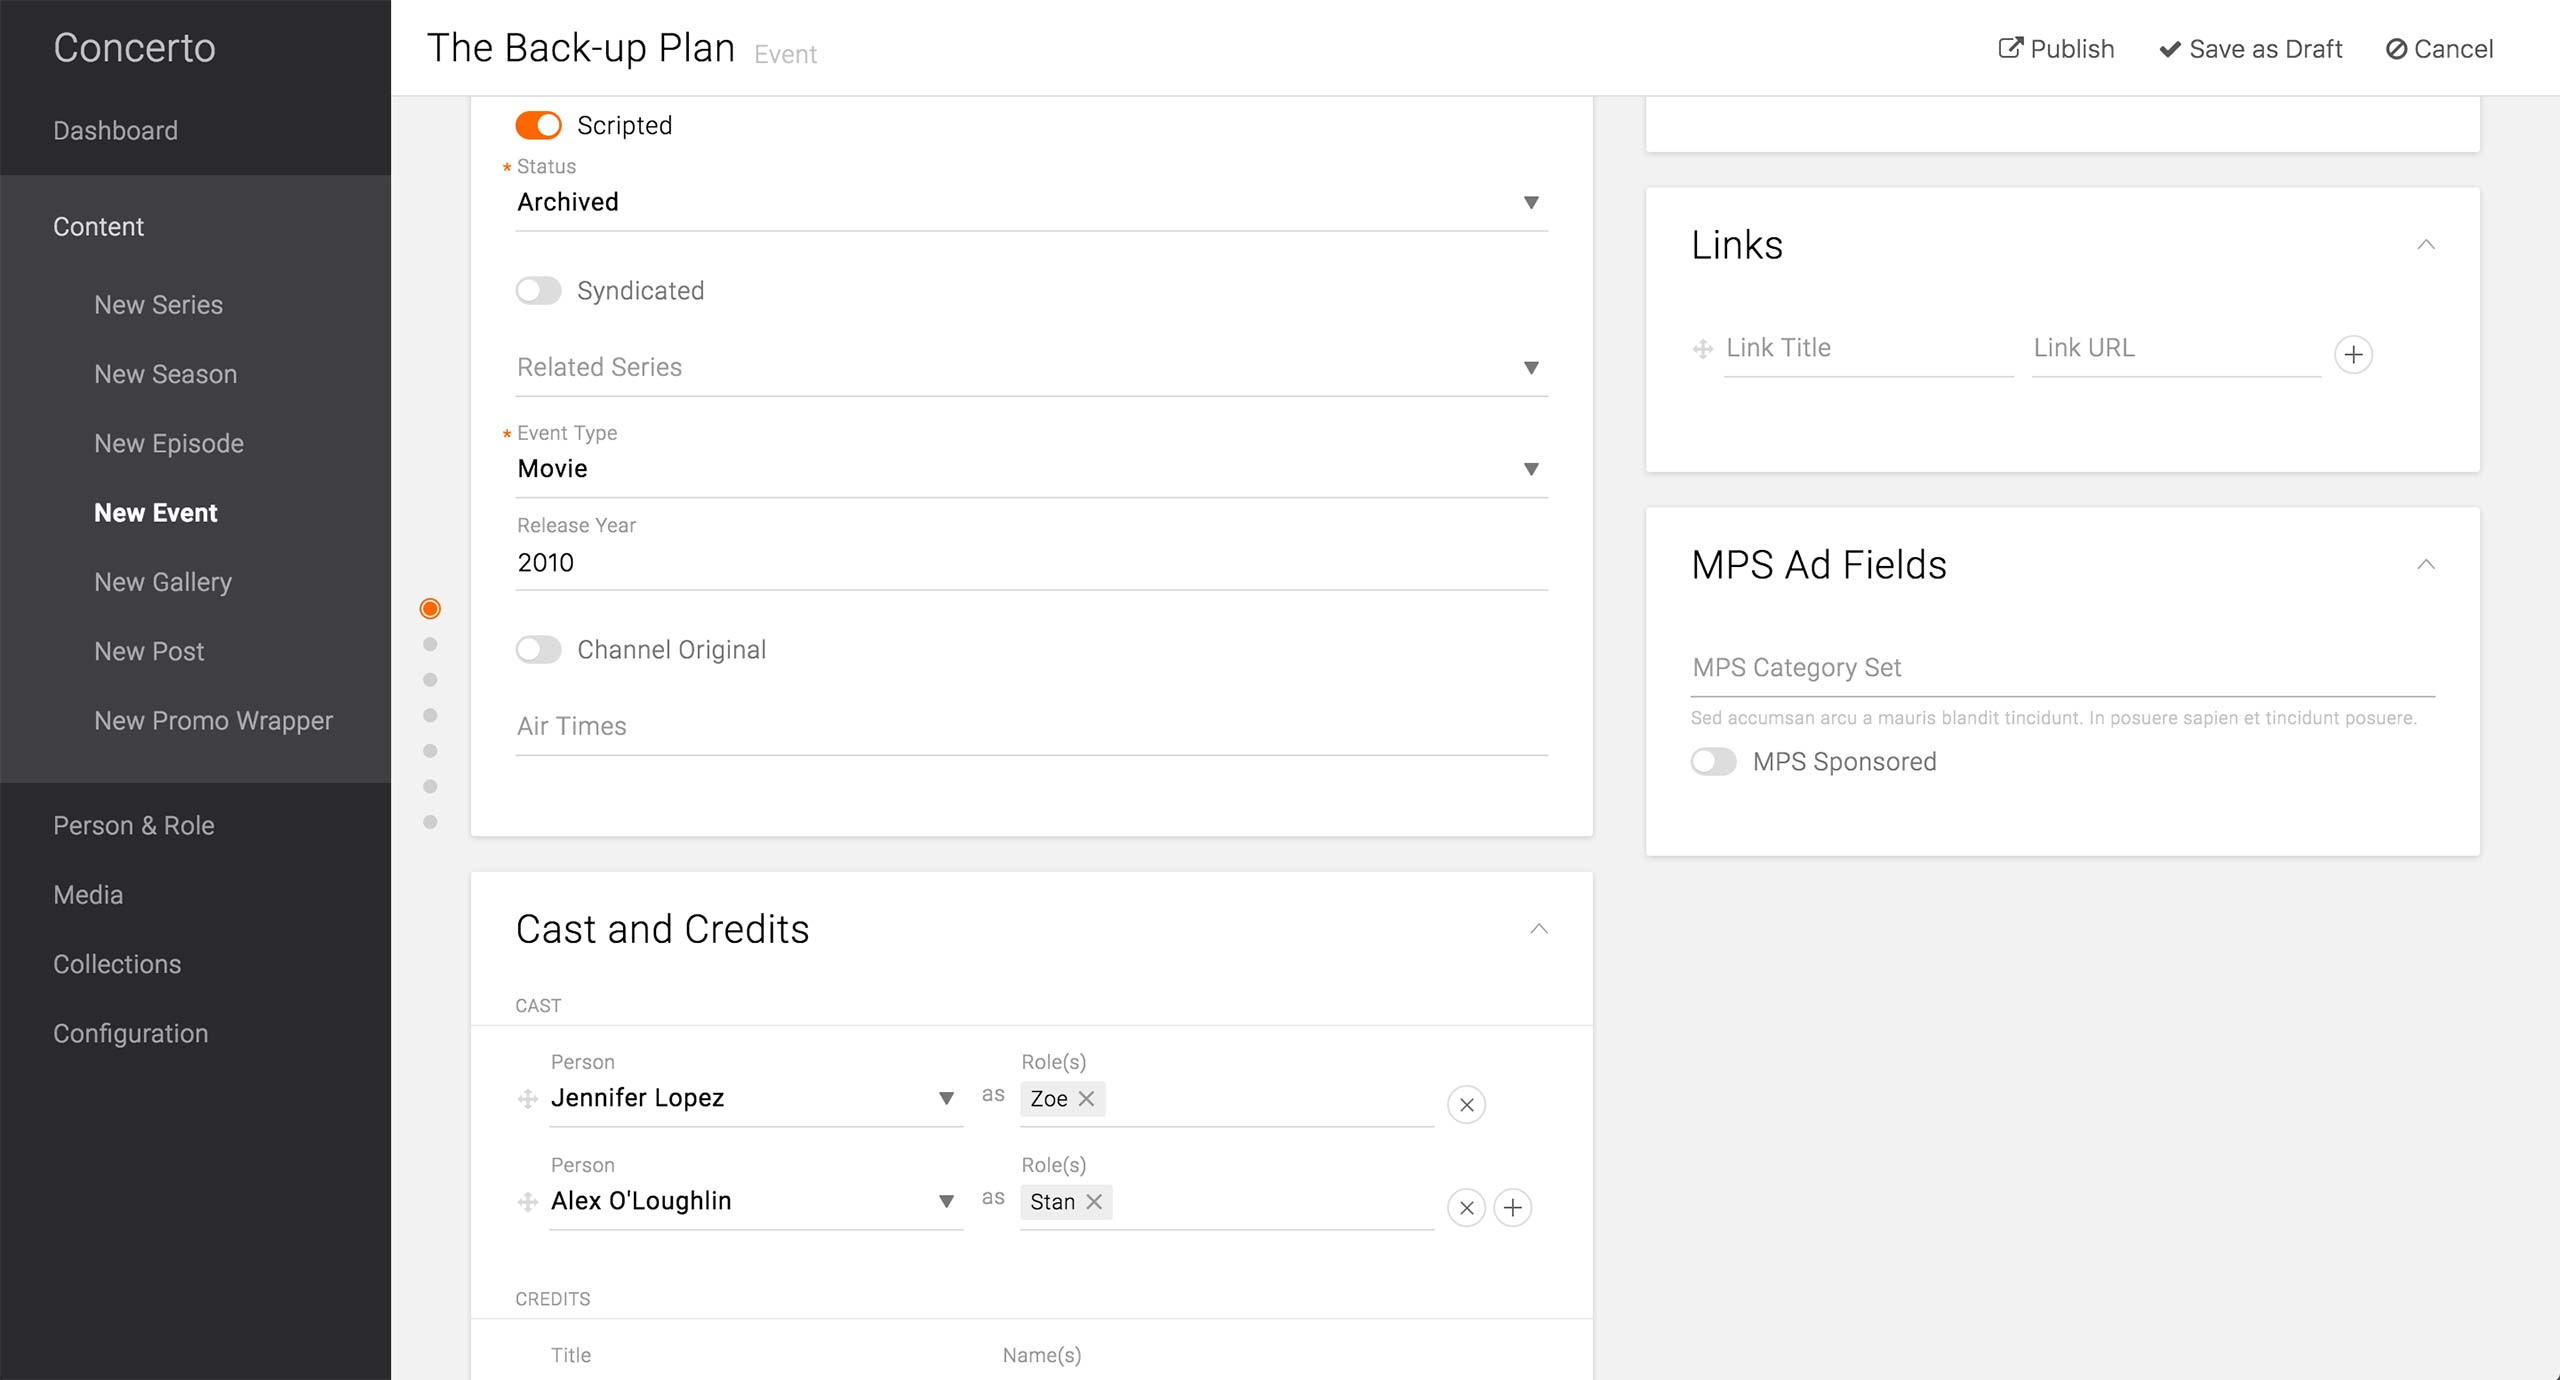 Concerto
Dashboard
Content
New Series
New Season
New Episode
New Event
New Gallery
New Post
New Promo Wrapper
Person & Role
Media
Collections
Configuration
The Back-up Plan Event
Publish Save as Draft Cancel
Scripted
* Status
Archived
Syndicated
Related Series
* Event Type
Movie
Release Year
2010
Channel Original
Air Times
Cast and Credits
CAST
Person Role(s)
Jennifer Lopez as Zoe
Person Role(s)
Alex O'Loughlin as Stan
CREDITS
Title Name(s)
Links
Link Title Link URL
MPS Ad Fields
MPS Category Set
Sed accumsan arcu a mauris blandit tincidunt. In posuere sapien et tincidunt posuere.
MPS Sponsored